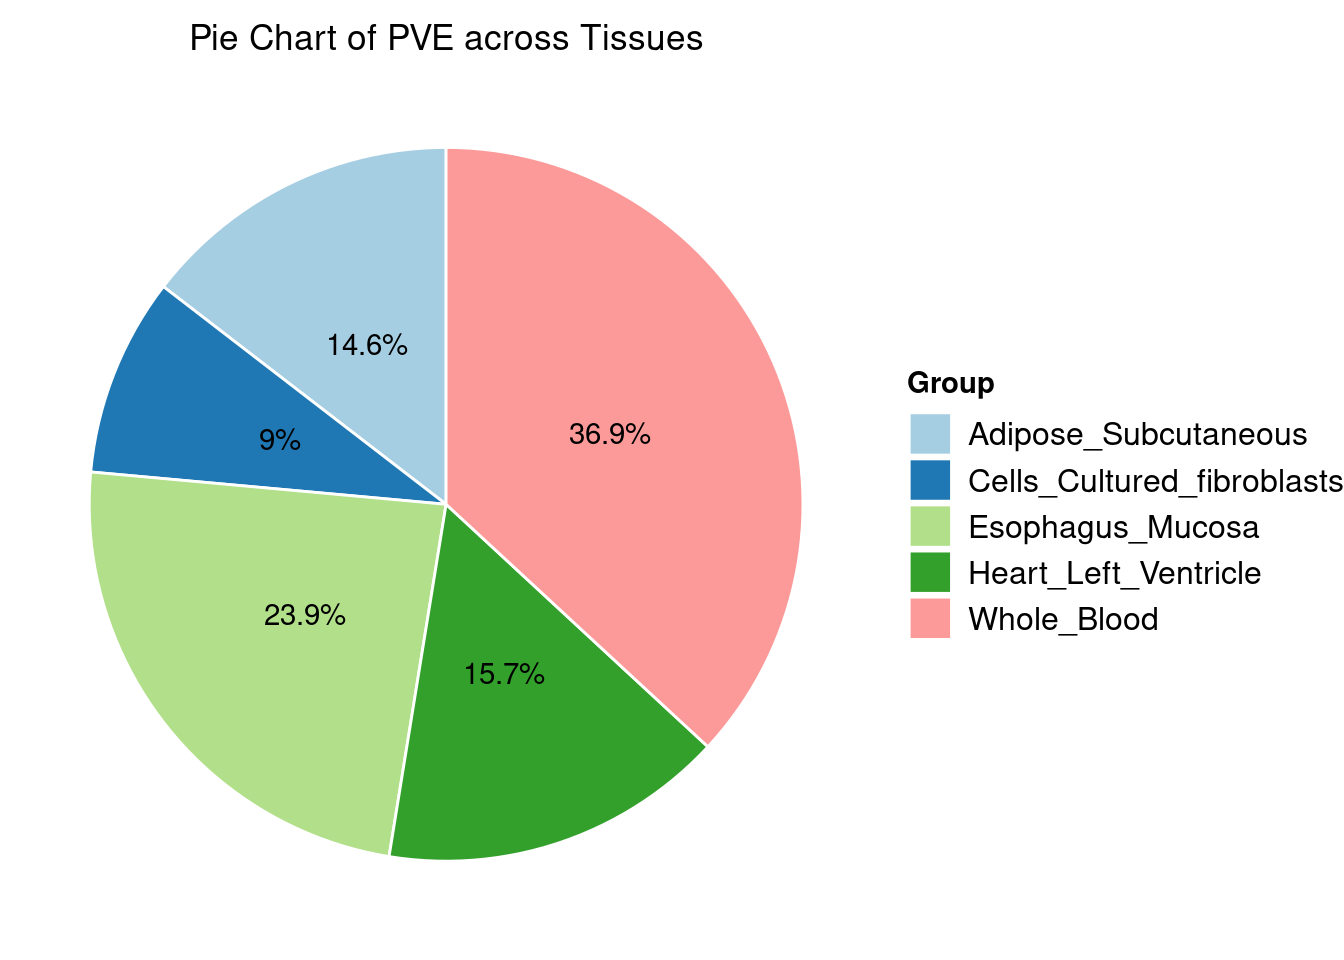 Pie Chart of PVE across Tissues
14.6%
36.9%
9%
23.9%
15.7%
Group
Adipose_Subcutaneous
Cells_Cultured_fibroblasts
Esophagus_Mucosa
Heart_Left_Ventricle
Whole_Blood